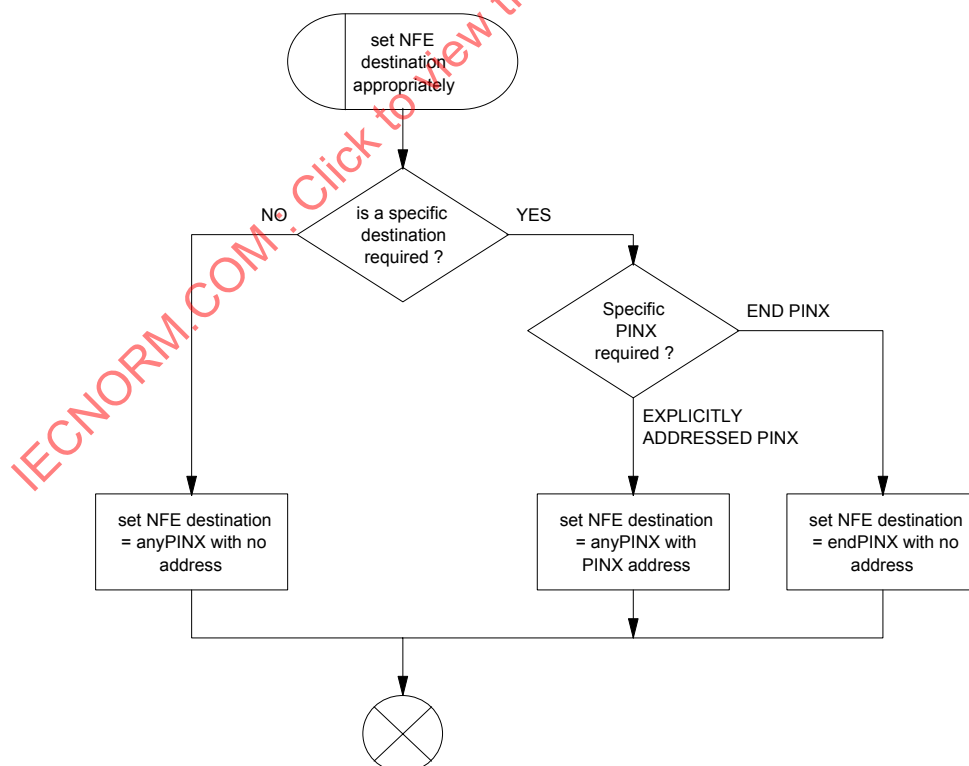 set NFE
destination
appropriately
IECNORM.COM : Click to view th
NO
is a specific
destination
required ?
YES
Specific
PINX
required ?
END PINX
EXPLICITLY
ADDRESSED PINX
set NFE destination
= anyPINX with no
address
set NFE destination
= anyPINX with
PINX address
set NFE destination
= endPINX with no
address